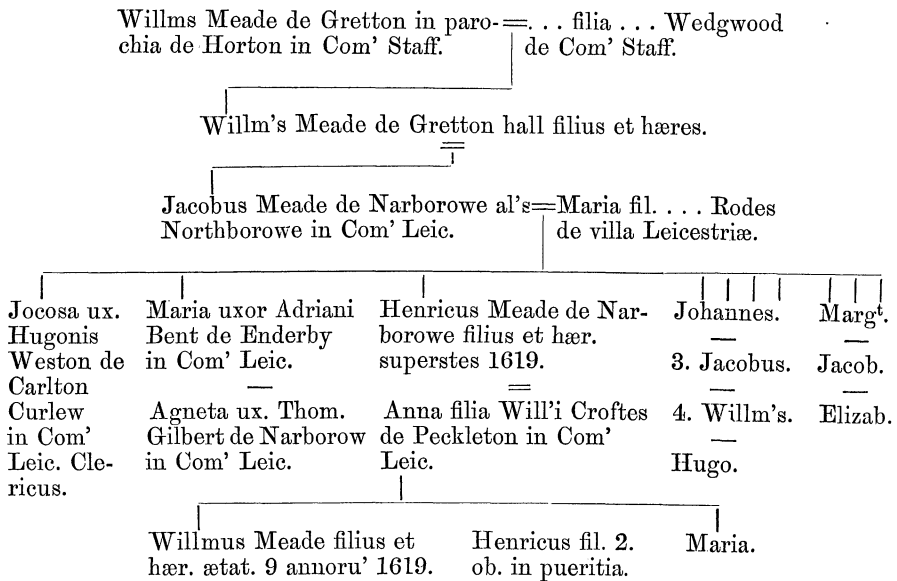 Willms Meade de Gretton in paro-=. . . filia . . . Wedgwood
chia de Horton in Com' Staff. de Com' Staff.
Willm's Meade de Gretton hall filius et hæres.
=
Jacobus Meade de Narborowe al's=Maria fil. . . . Rodes
Northborowe in Com' Leic. de villa Leicestriæ.
Jocosa ux.
Hugonis
Weston de
Carlton
Curlew
in Com'
Leic. Cle-
ricus.
Maria uxor Adriani
Bent de Enderby
in Com' Leic.
—
Agneta ux. Thom.
Gilbert de Narborow
in Com' Leic.
Henricus Meade de Nar-
borowe filius et hær.
superstes 1619.
=
Anna filia Will'i Croftes
de Peckleton in Com'
Leic.
Johannes.
—
3. Jacobus.
—
4. Willm's.
—
Hugo.
Margᵗ.
—
Jacob.
—
Elizab.
Willmus Meade filius et
hær. ætat. 9 annoru' 1619.
Henricus fil. 2.
ob. in pueritia.
Maria.